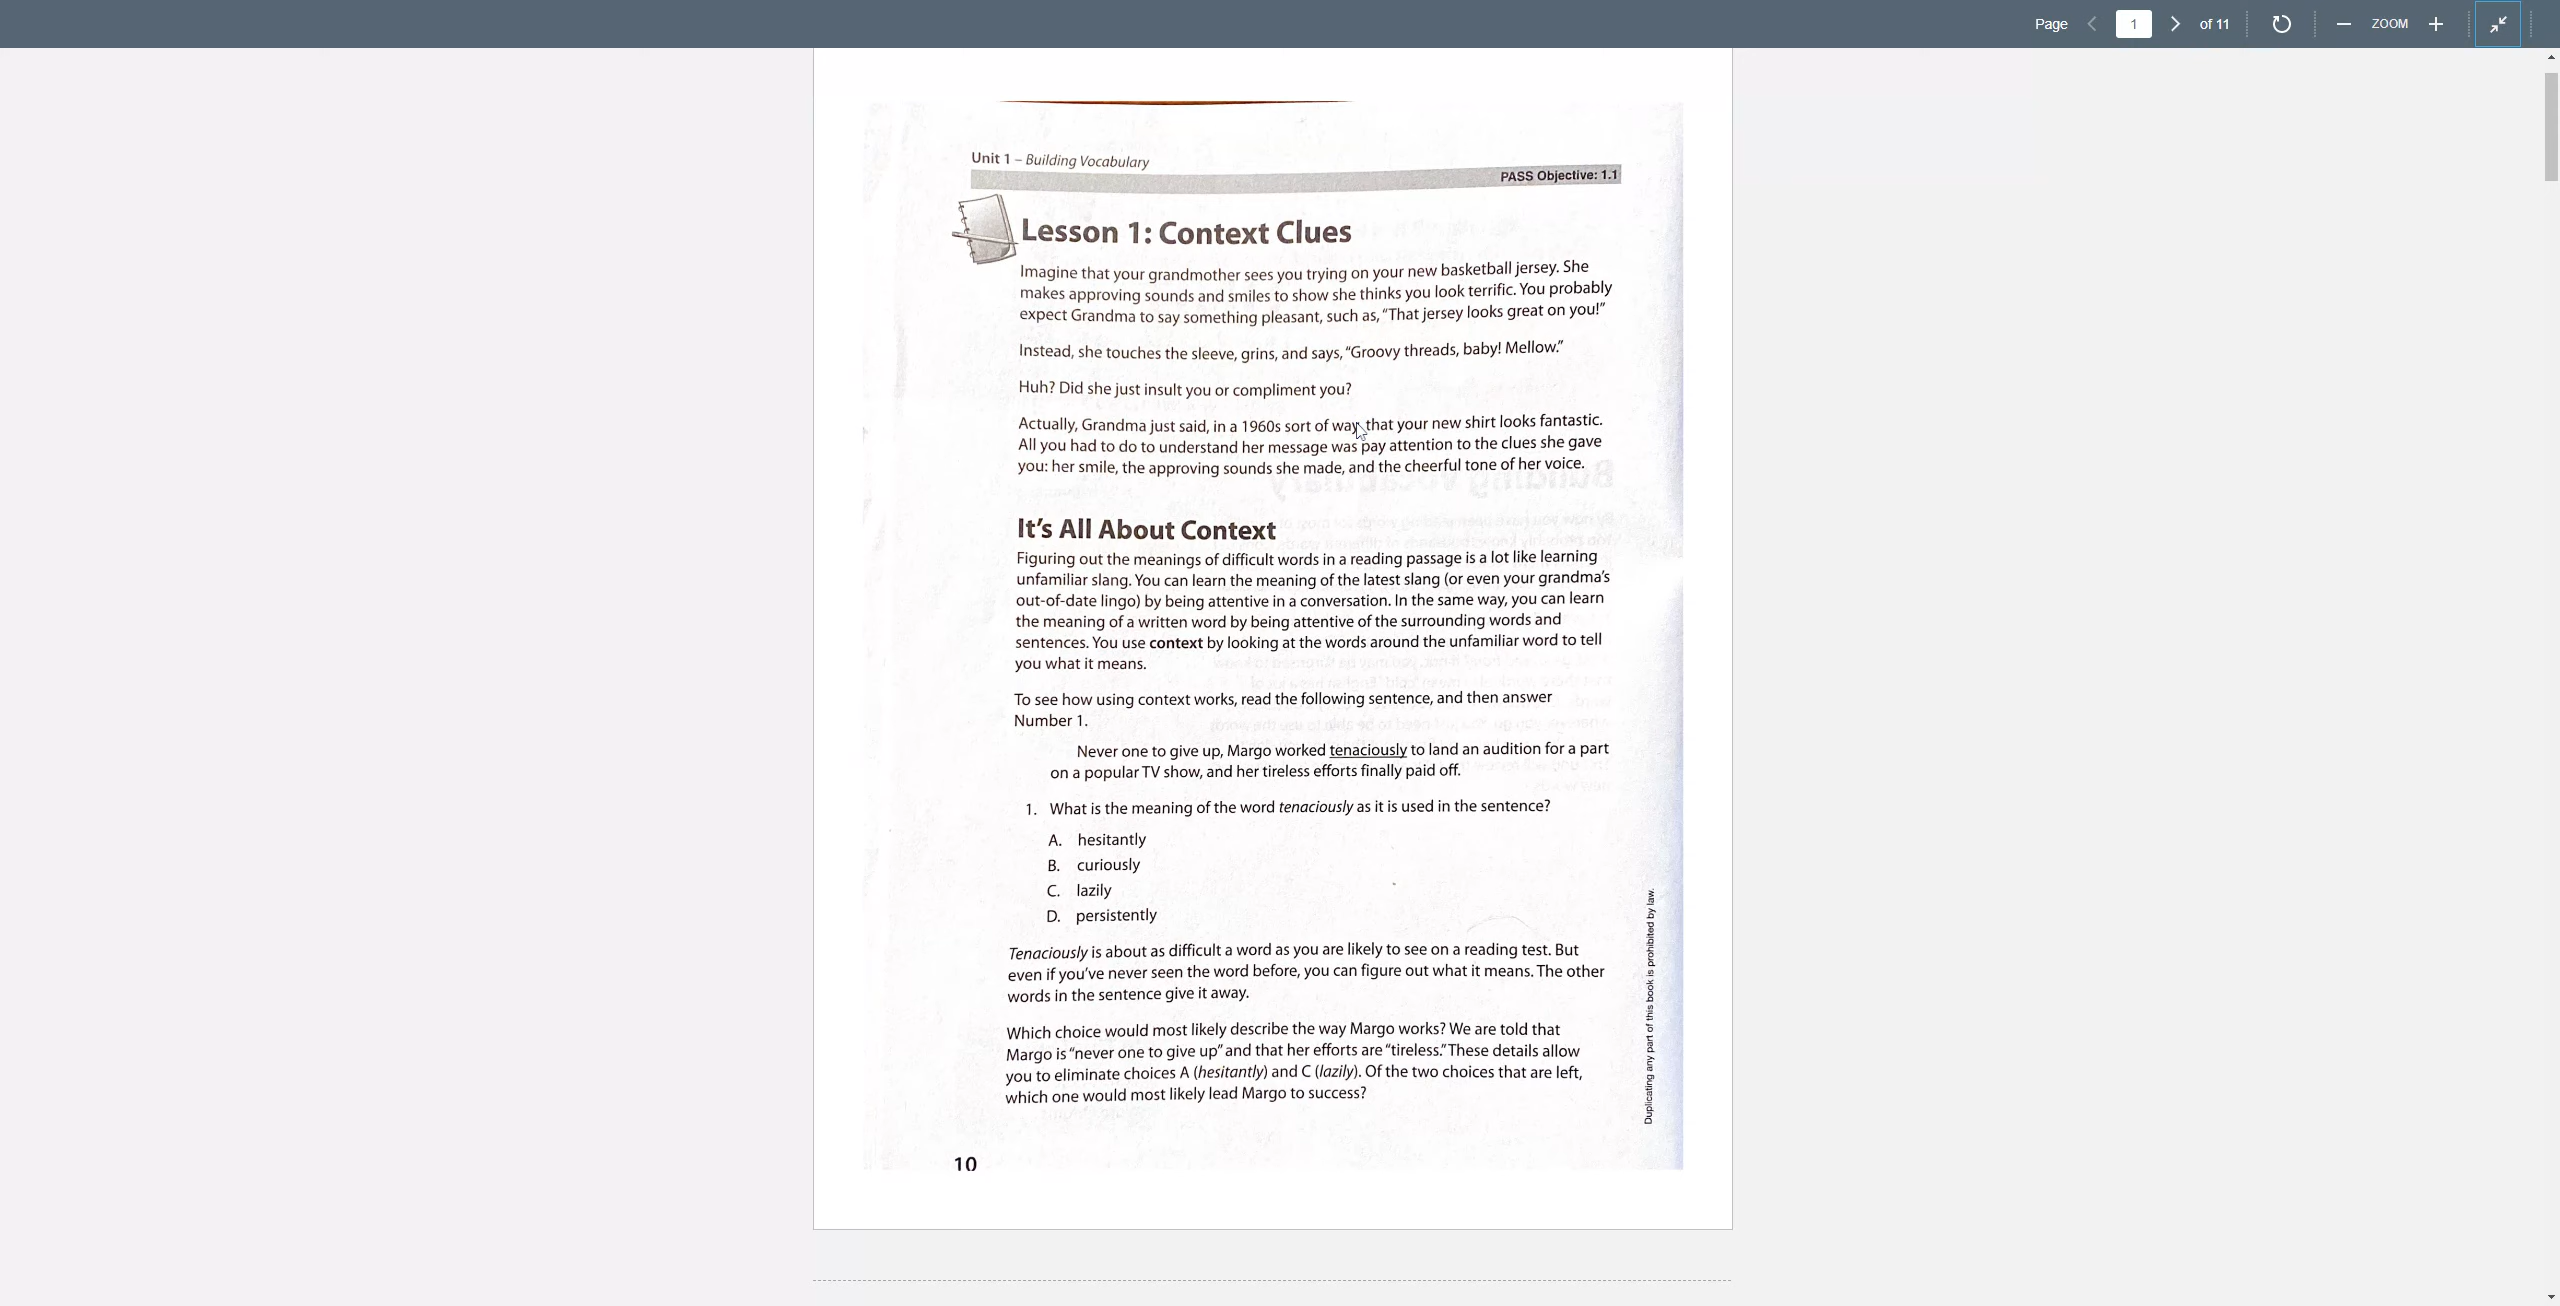 Page 1 of 11 ZOOM
Unit 1 – Building Vocabulary
PASS Objective: 1.1
Lesson 1: Context Clues
Imagine that your grandmother sees you trying on your new basketball jersey. She
makes approving sounds and smiles to show she thinks you look terrific. You probably
expect Grandma to say something pleasant, such as, “That jersey looks great on you!”
Instead, she touches the sleeve, grins, and says, “Groovy threads, baby! Mellow.”
Huh? Did she just insult you or compliment you?
Actually, Grandma just said, in a 1960s sort of way, that your new shirt looks fantastic.
All you had to do to understand her message was pay attention to the clues she gave
you: her smile, the approving sounds she made, and the cheerful tone of her voice.
It’s All About Context
Figuring out the meanings of difficult words in a reading passage is a lot like learning
unfamiliar slang. You can learn the meaning of the latest slang (or even your grandma’s
out-of-date lingo) by being attentive in a conversation. In the same way, you can learn
the meaning of a written word by being attentive of the surrounding words and
sentences. You use context by looking at the words around the unfamiliar word to tell
you what it means.
To see how using context works, read the following sentence, and then answer
Number 1.
Never one to give up, Margo worked tenaciously to land an audition for a part
on a popular TV show, and her tireless efforts finally paid off.
1. What is the meaning of the word tenaciously as it is used in the sentence?
A. hesitantly
B. curiously
C. lazily
D. persistently
Tenaciously is about as difficult a word as you are likely to see on a reading test. But
even if you’ve never seen the word before, you can figure out what it means. The other
words in the sentence give it away.
Which choice would most likely describe the way Margo works? We are told that
Margo is “never one to give up” and that her efforts are “tireless.” These details allow
you to eliminate choices A (hesitantly) and C (lazily). Of the two choices that are left,
which one would most likely lead Margo to success?
Duplicating any part of this book is prohibited by law.
10